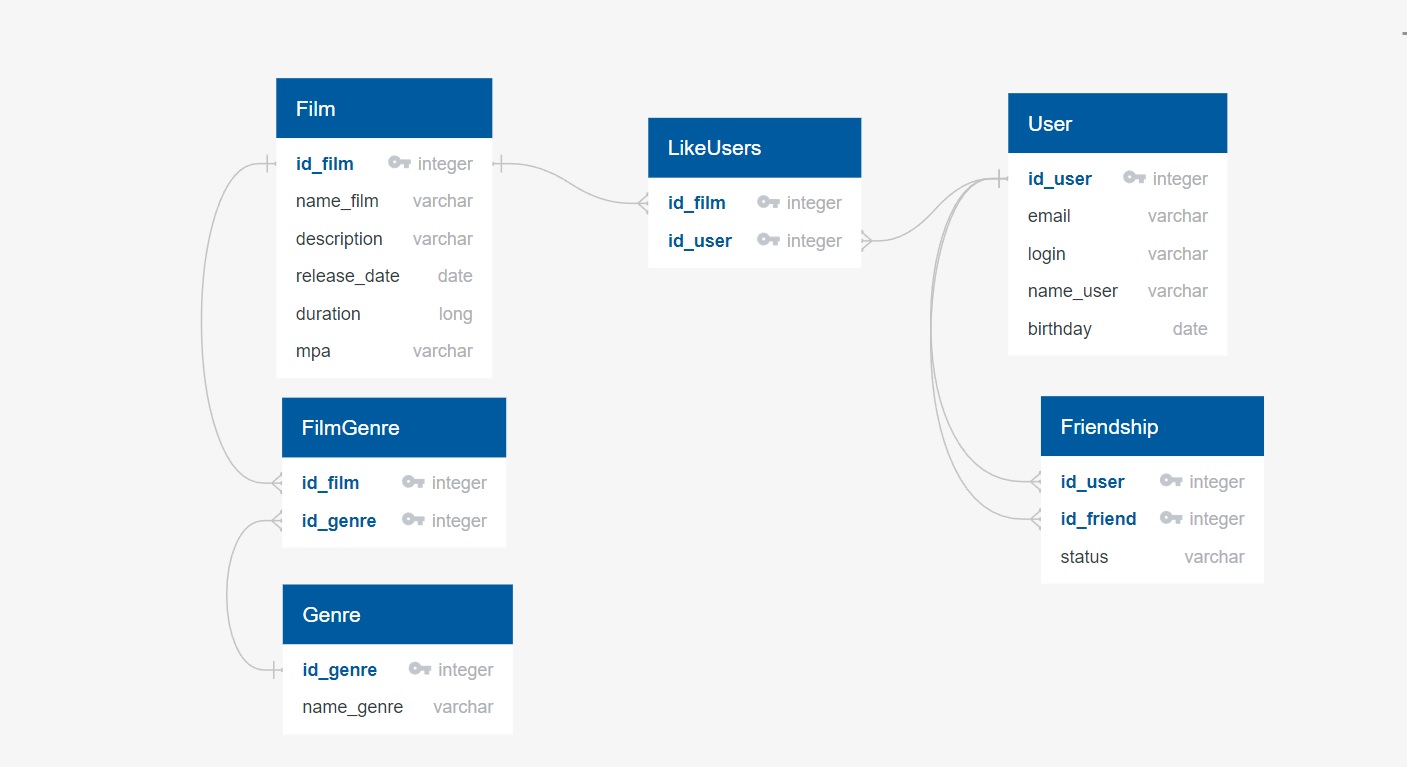 Film
id_film integer
name_film varchar
description varchar
release_date date
duration long
mpa varchar
LikeUsers
id_film integer
id_user integer
User
id_user integer
email varchar
login varchar
name_user varchar
birthday date
FilmGenre
id_film integer
id_genre integer
Friendship
id_user integer
id_friend integer
status varchar
Genre
id_genre integer
name_genre varchar